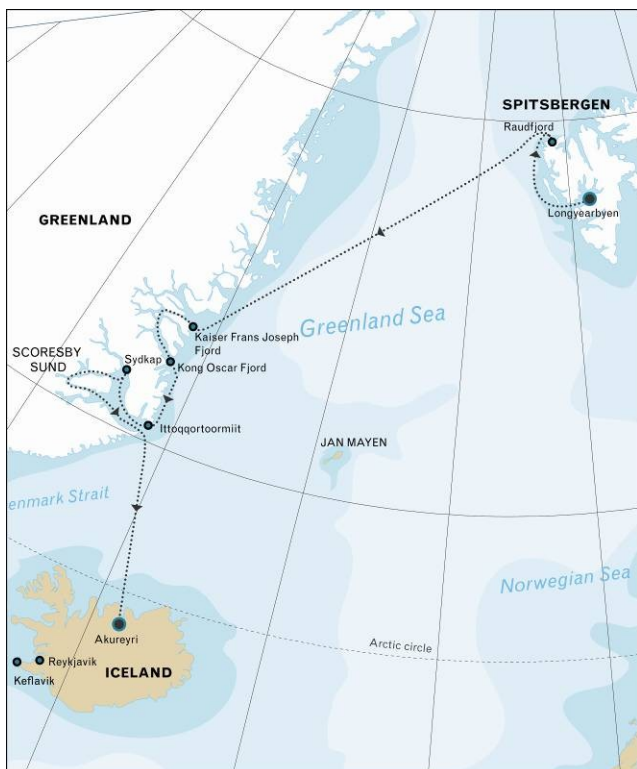 SPITSBERGEN
Raudfjord
Longyearbyen
GREENLAND
Greenland Sea
Kaiser Frans Joseph
Fjord
SCORESBY
SUND
Sydkap
Kong Oscar Fjord
Ittoqqortoormiit
JAN MAYEN
enmark Strait
Norwegian Sea
Akureyri
Arctic circle
Reykjavik
Keflavik
ICELAND